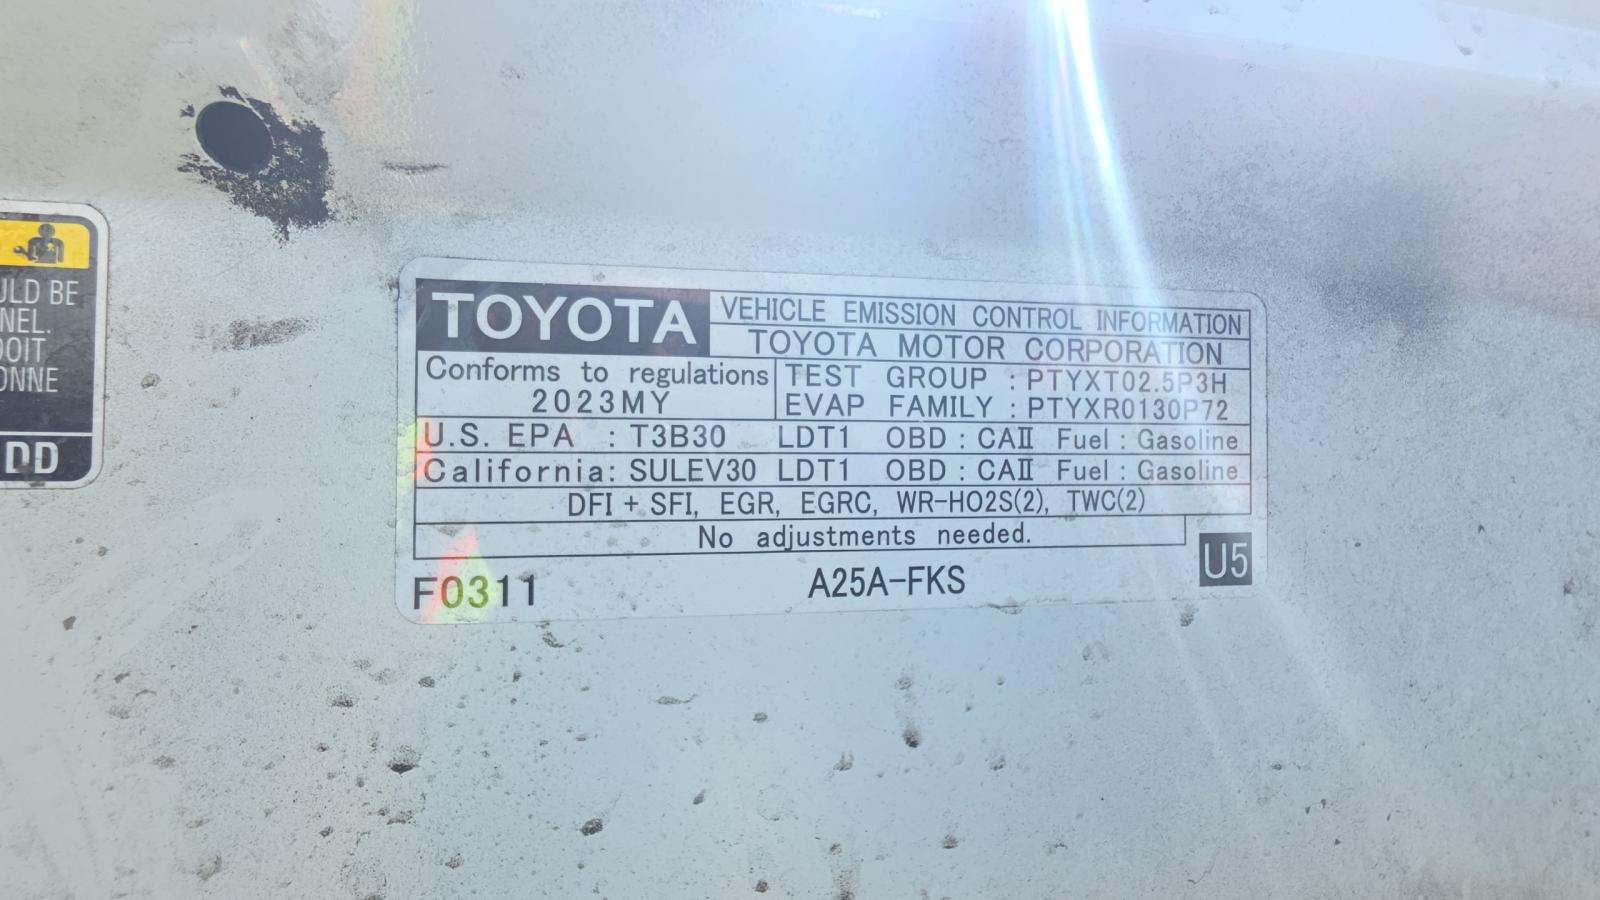 ULD BE
NEL.
DOIT
ONNE
DD
TOYOTA
VEHICLE EMISSION CONTROL INFORMATION
TOYOTA MOTOR CORPORATION
Conforms to regulations
2023MY
TEST GROUP : PTYXT02.5P3H
EVAP FAMILY : PTYXR0130P72
U.S. EPA : T3B30 LDT1 OBD : CAⅡ Fuel : Gasoline
California: SULEV30 LDT1 OBD : CAⅡ Fuel : Gasoline
DFI + SFI, EGR, EGRC, WR-HO2S(2), TWC(2)
No adjustments needed.
F0311 A25A-FKS U5